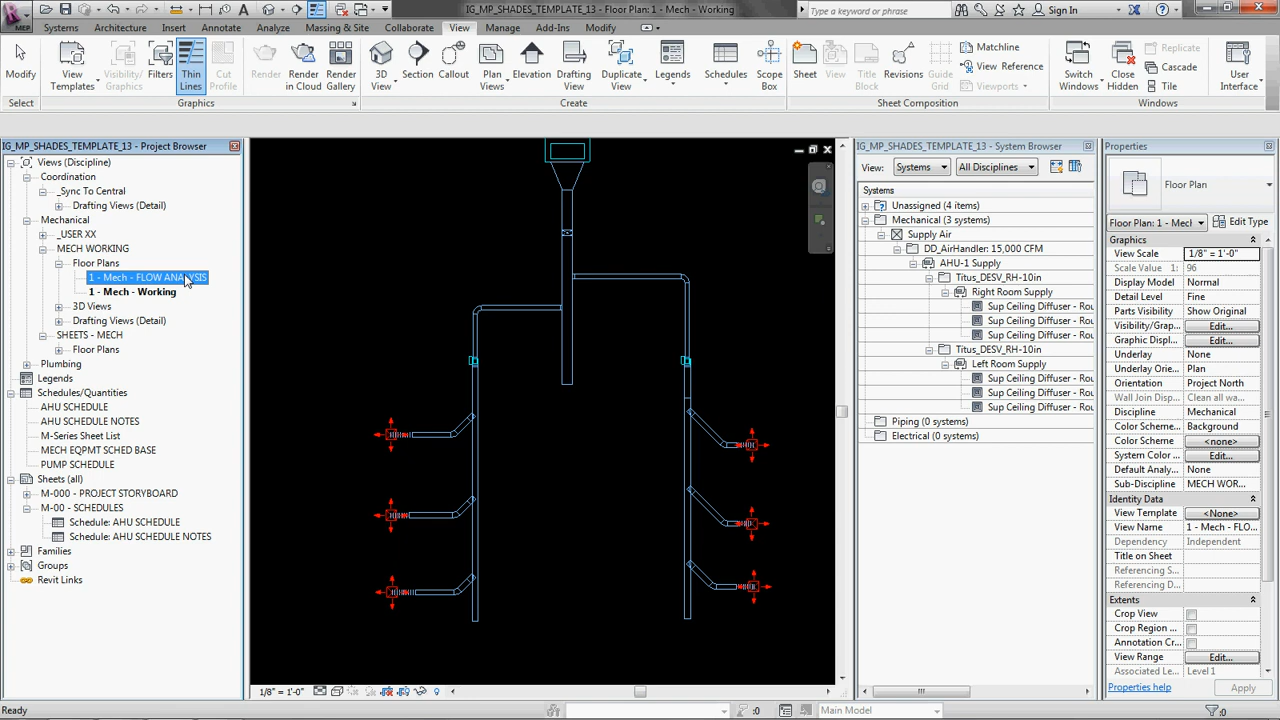 IG_MP_SHADES_TEMPLATE_13 - Floor Plan: 1 - Mech - Working
Type a keyword or phrase
Sign In
MEP
Systems
Architecture
Insert
Annotate
Analyze
Massing & Site
Collaborate
View
Manage
Add-Ins
Modify
Modify
View Templates
Visibility/ Graphics
Filters
Thin Lines
Cut Profile
Render
Render in Cloud
Render Gallery
3D View
Section
Callout
Plan Views
Elevation
Drafting View
Duplicate View
Legends
Schedules
Scope Box
Sheet
View
Title Block
Revisions
Guide Grid
Matchline
View Reference
Viewports
Switch Windows
Close Hidden
Replicate
Cascade
Tile
User Interface
Select
Graphics
Create
Sheet Composition
Windows
IG_MP_SHADES_TEMPLATE_13 - Project Browser
Views (Discipline)
Coordination
_Sync To Central
Drafting Views (Detail)
Mechanical
_USER XX
MECH WORKING
Floor Plans
1 - Mech - FLOW ANALYSIS
1 - Mech - Working
3D Views
Drafting Views (Detail)
SHEETS - MECH
Floor Plans
Plumbing
Legends
Schedules/Quantities
AHU SCHEDULE
AHU SCHEDULE NOTES
M-Series Sheet List
MECH EQPMT SCHED BASE
PUMP SCHEDULE
Sheets (all)
M-000 - PROJECT STORYBOARD
M-00 - SCHEDULES
Schedule: AHU SCHEDULE
Schedule: AHU SCHEDULE NOTES
Families
Groups
Revit Links
IG_MP_SHADES_TEMPLATE_13 - System Browser
View:
Systems
All Disciplines
Systems
Unassigned (4 items)
Mechanical (3 systems)
Supply Air
DD_AirHandler: 15,000 CFM
AHU-1 Supply
Titus_DESV_RH-10in
Right Room Supply
Sup Ceiling Diffuser - Rou
Sup Ceiling Diffuser - Rou
Sup Ceiling Diffuser - Rou
Titus_DESV_RH-10in
Left Room Supply
Sup Ceiling Diffuser - Rou
Sup Ceiling Diffuser - Rou
Sup Ceiling Diffuser - Rou
Piping (0 systems)
Electrical (0 systems)
Properties
Floor Plan
Floor Plan: 1 - Mech
Edit Type
Graphics
View Scale 1/8" = 1'-0"
Scale Value 1: 96
Display Model Normal
Detail Level Fine
Parts Visibility Show Original
Visibility/Grap... Edit...
Graphic Displ... Edit...
Underlay None
Underlay Orie... Plan
Orientation Project North
Wall Join Displ... Clean all wa...
Discipline Mechanical
Color Scheme ... Background
Color Scheme <none>
System Color ... Edit...
Default Analy... None
Sub-Discipline MECH WOR...
Identity Data
View Template <None>
View Name 1 - Mech - FLO...
Dependency Independent
Title on Sheet
Referencing S...
Referencing D...
Extents
Crop View
Crop Region ...
Annotation Cr...
View Range Edit...
Associated Le... Level 1
Properties help
Apply
1/8" = 1'-0"
Ready
:0
Main Model
:0